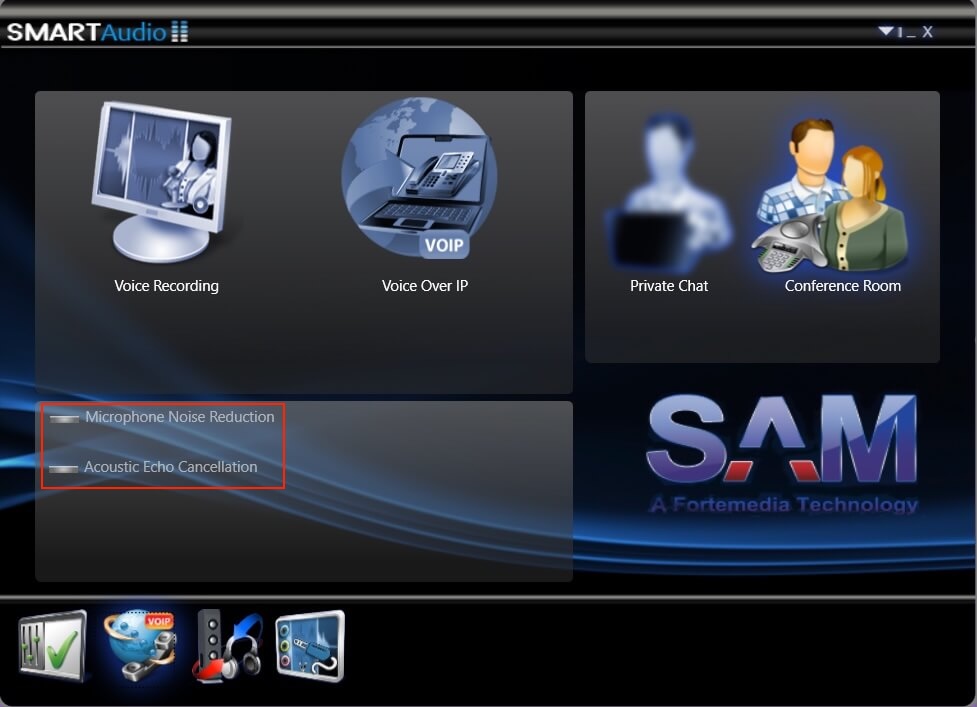 SMARTAudio
_ X
VOIP
Voice Recording
Voice Over IP
Private Chat
Conference Room
Microphone Noise Reduction
Acoustic Echo Cancellation
SAM
A Fortemedia Technology
VOIP